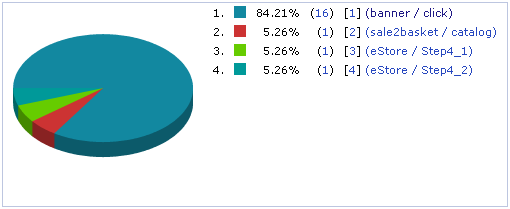 1. 84.21% (16) [1] (banner / click)
2. 5.26% (1) [2] (sale2basket / catalog)
3. 5.26% (1) [3] (eStore / Step4_1)
4. 5.26% (1) [4] (eStore / Step4_2)